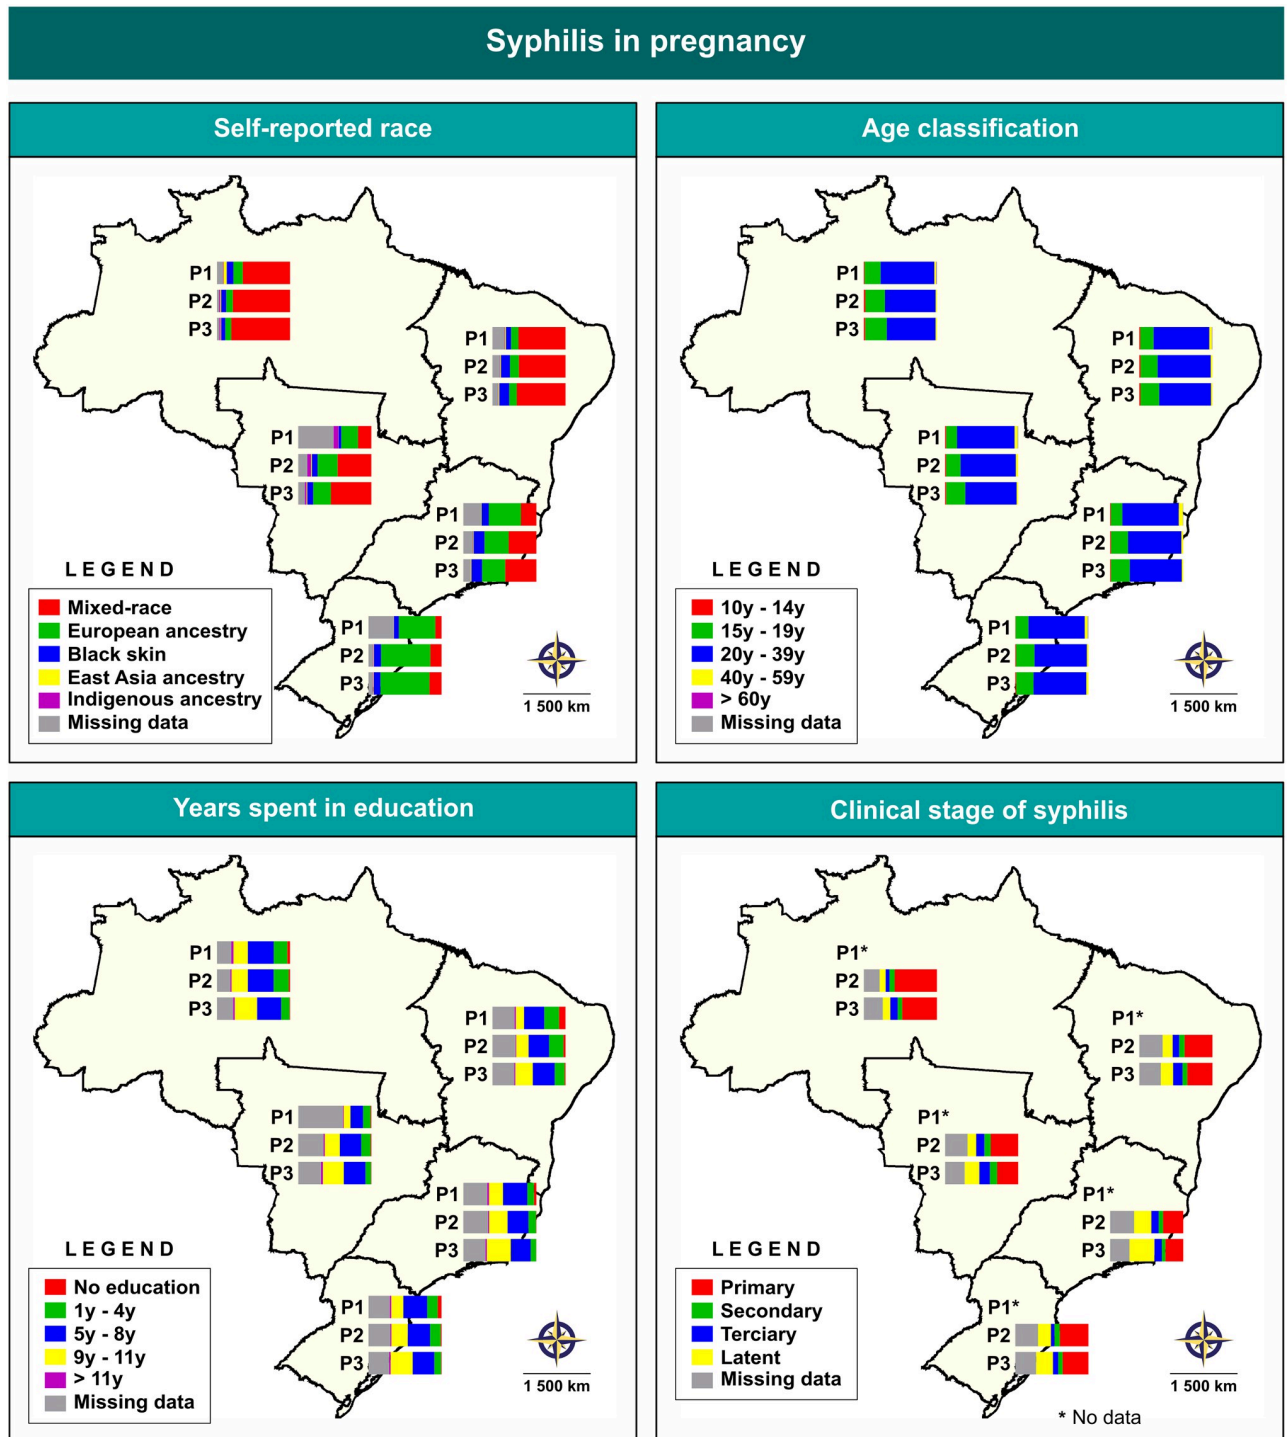 Syphilis in pregnancy
Self-reported race
P1
P2
P3
P1
P2
P3
P1
P2
P3
P1
P2
P3
P1
P2
P3
LEGEND
Mixed-race
European ancestry
Black skin
East Asia ancestry
Indigenous ancestry
Missing data
1 500 km
Age classification
P1
P2
P3
P1
P2
P3
P1
P2
P3
P1
P2
P3
P1
P2
P3
LEGEND
10y - 14y
15y - 19y
20y - 39y
40y - 59y
> 60y
Missing data
1 500 km
Years spent in education
P1
P2
P3
P1
P2
P3
P1
P2
P3
P1
P2
P3
P1
P2
P3
LEGEND
No education
1y - 4y
5y - 8y
9y - 11y
> 11y
Missing data
1 500 km
Clinical stage of syphilis
P1*
P2
P3
P1*
P2
P3
P1*
P2
P3
P1*
P2
P3
P1*
P2
P3
LEGEND
Primary
Secondary
Terciary
Latent
Missing data
1 500 km
* No data